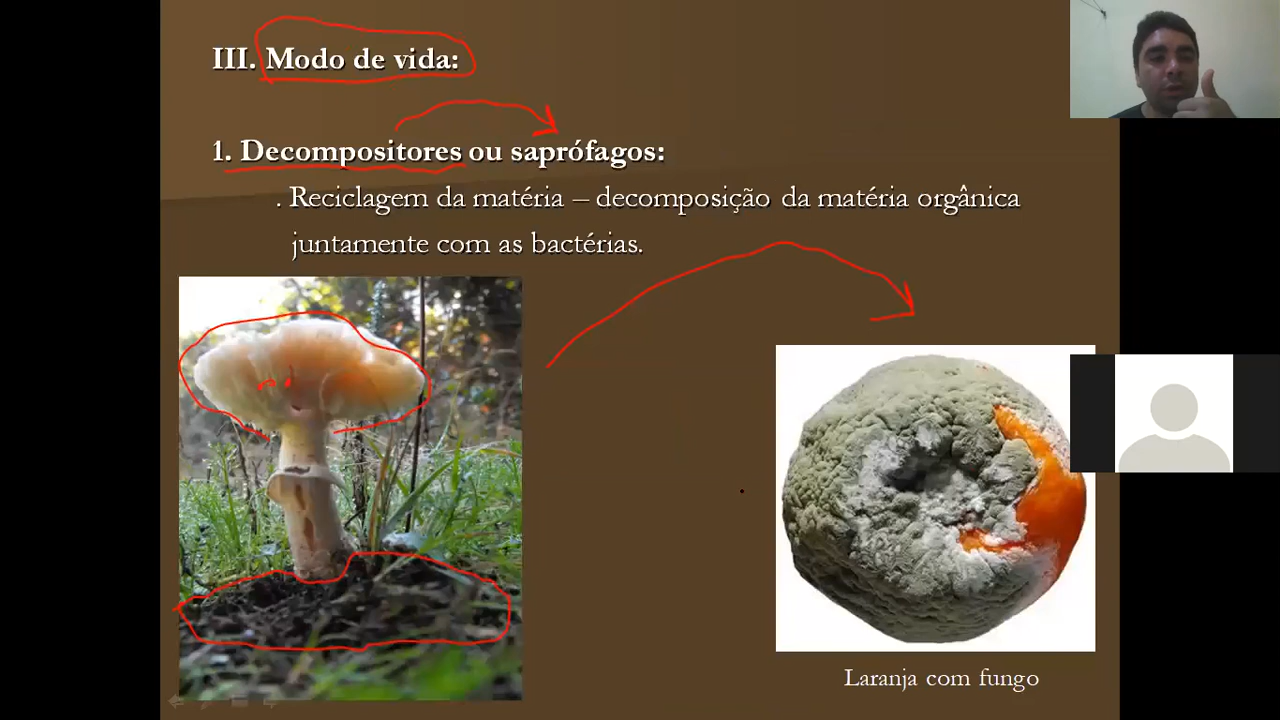 III. Modo de vida:
1. Decompositores ou saprófagos:
. Reciclagem da matéria – decomposição da matéria orgânica
juntamente com as bactérias.
Laranja com fungo